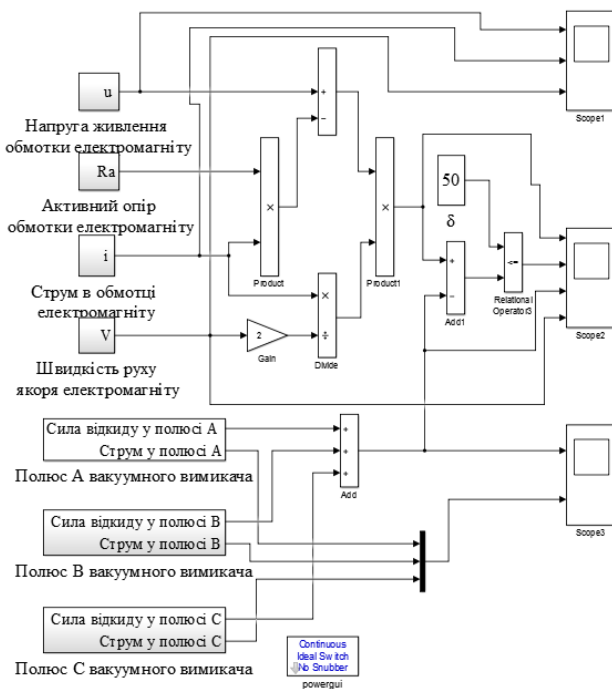 u
Напруга живлення
обмотки електромагніту
Ra
Активний опір
обмотки електромагніту
i
Струм в обмотці
електромагніту
V
Швидкість руху
якоря електромагніту
+
−
×
Product
2
Gain
×
÷
Divide
×
Product1
50
δ
+
−
Add1
<=
Relational
Operator3
Scope1
Scope2
Сила відкиду у полюсі А
Струм у полюсі А
Полюс А вакуумного вимикача
Сила відкиду у полюсі В
Струм у полюсі В
Полюс В вакуумного вимикача
Сила відкиду у полюсі С
Струм у полюсі С
Полюс С вакуумного вимикача
+
+
+
Add
Scope3
Continuous
Ideal Switch
No Snubber
powergui